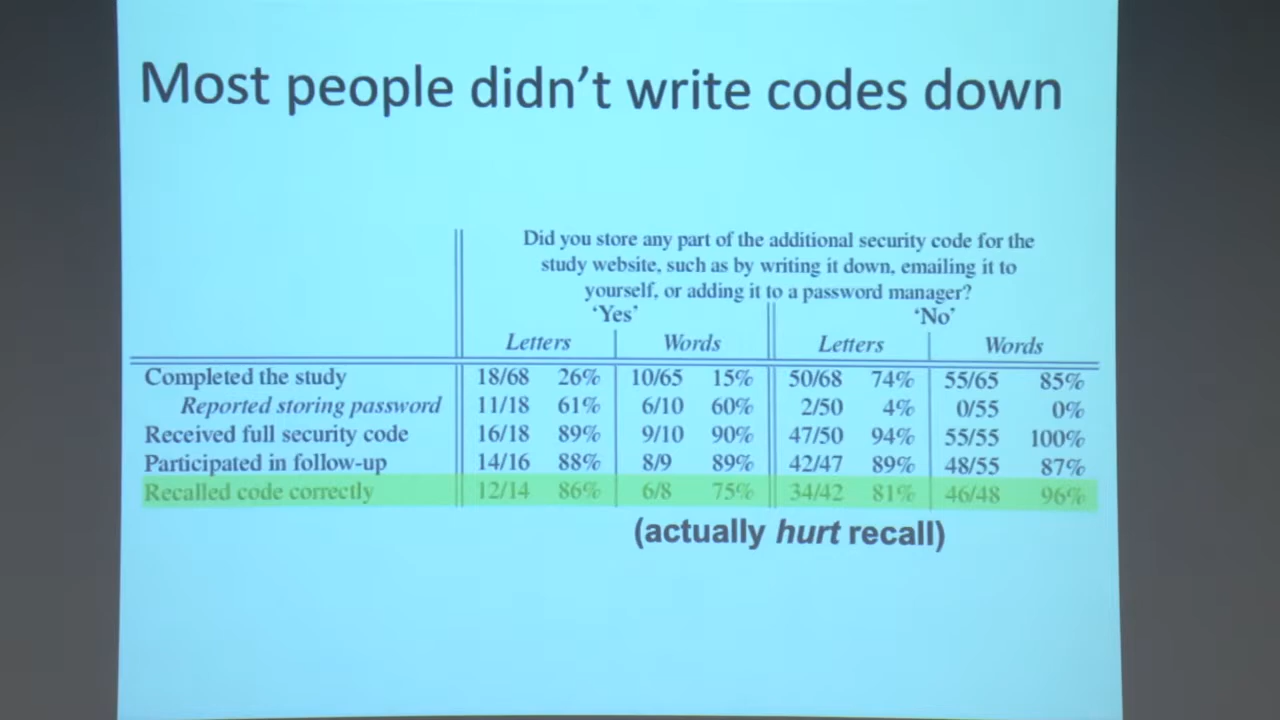 Most people didn't write codes down
Did you store any part of the additional security code for the
study website, such as by writing it down, emailing it to
yourself, or adding it to a password manager?
'Yes' 'No'
Letters Words Letters Words
Completed the study 18/68 26% 10/65 15% 50/68 74% 55/65 85%
Reported storing password 11/18 61% 6/10 60% 2/50 4% 0/55 0%
Received full security code 16/18 89% 9/10 90% 47/50 94% 55/55 100%
Participated in follow-up 14/16 88% 8/9 89% 42/47 89% 48/55 87%
Recalled code correctly 12/14 86% 6/8 75% 34/42 81% 46/48 96%
(actually hurt recall)